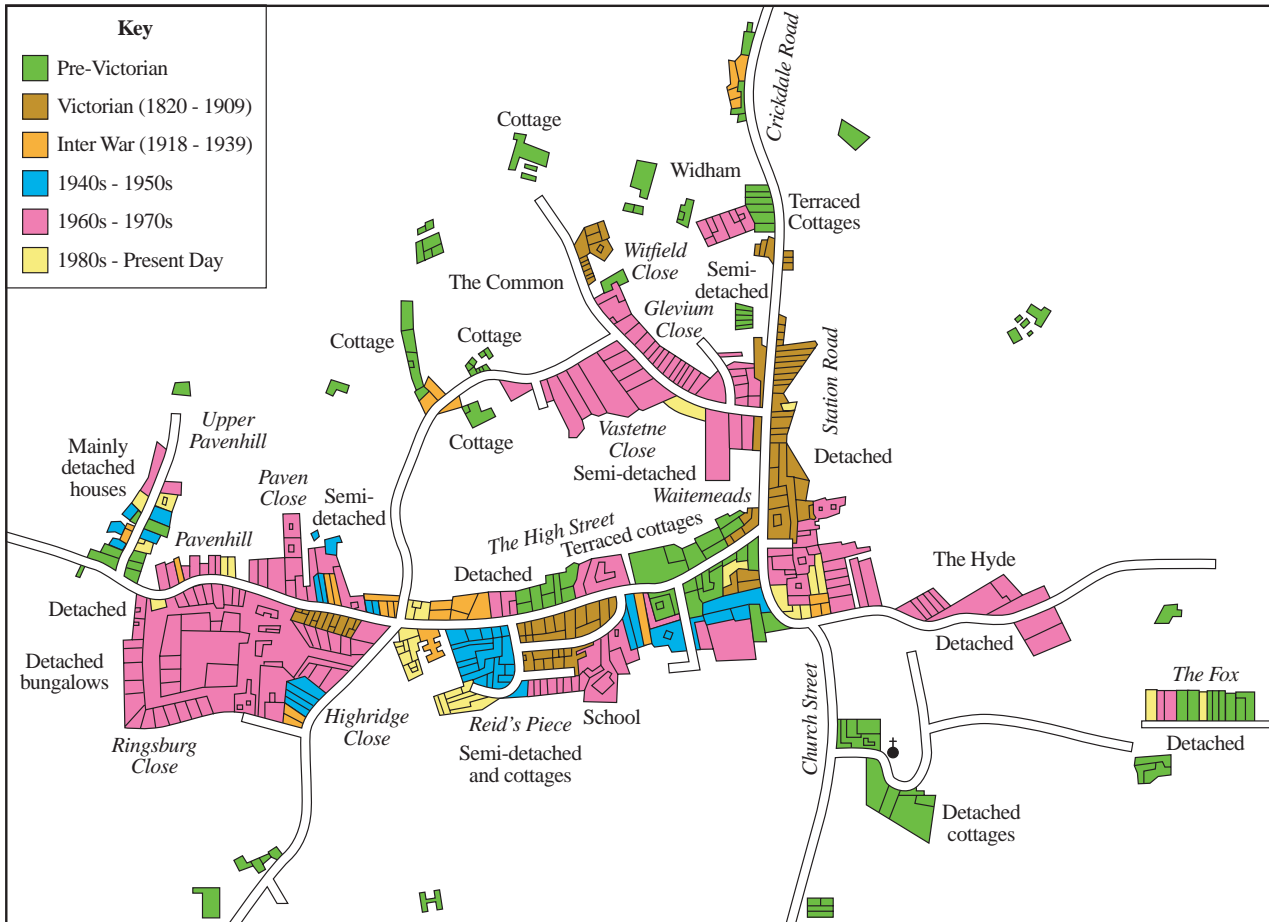 Key
Pre-Victorian
Victorian (1820 - 1909)
Inter War (1918 - 1939)
1940s - 1950s
1960s - 1970s
1980s - Present Day
Crickdale Road
Cottage
Widham
Terraced
Cottages
Witfield
Close
The Common
Semi-
detached
Glevium
Close
Cottage
Cottage
Station Road
Upper
Pavenhill
Mainly
detached
houses
Cottage
Vastetne
Close
Semi-detached
Detached
Paven
Close
Semi-
detached
Waitemeads
The High Street
Terraced cottages
Pavenhill
Detached
The Hyde
Detached
Detached
Detached
bungalows
The Fox
Detached
Ringsburg
Close
Highridge
Close
Reid's Piece
School
Semi-detached
and cottages
Church Street
Detached
cottages